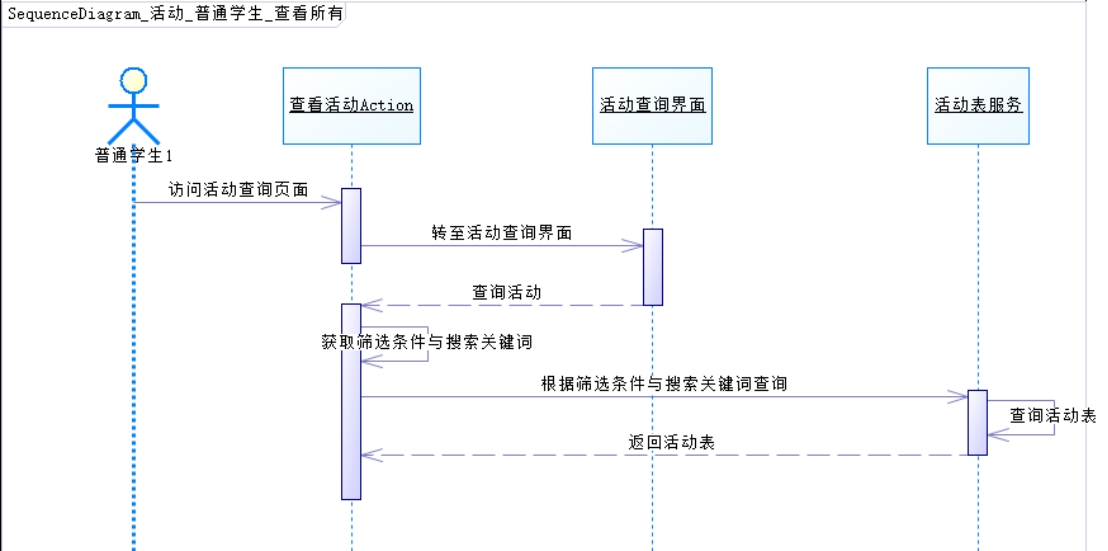 SequenceDiagram_活动_普通学生_查看所有
查看活动Action
活动查询界面
活动表服务
普通学生1
访问活动查询页面
转至活动查询界面
查询活动
获取筛选条件与搜索关键词
根据筛选条件与搜索关键词查询
查询活动表
返回活动表